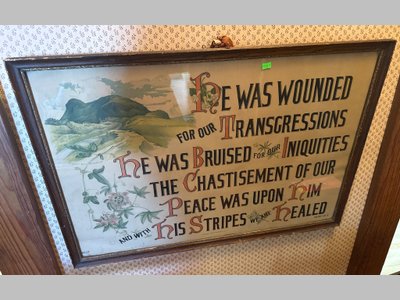 He was Wounded
for our Transgressions
He was Bruised for our Iniquities
the Chastisement of our
Peace was upon Him
and with His Stripes we are Healed